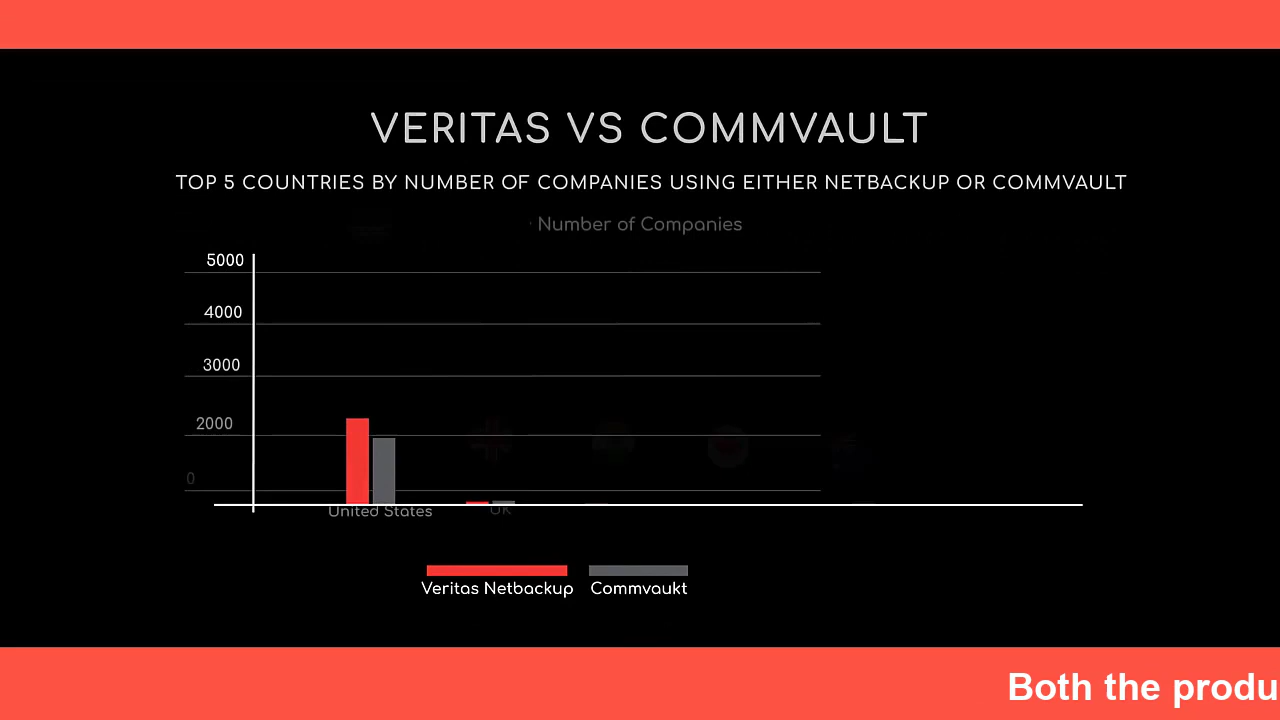 VERITAS VS COMMVAULT
TOP 5 COUNTRIES BY NUMBER OF COMPANIES USING EITHER NETBACKUP OR COMMVAULT
Number of Companies
5000
4000
3000
2000
0
United States
UK
Veritas Netbackup
Commvaukt
Both the produ